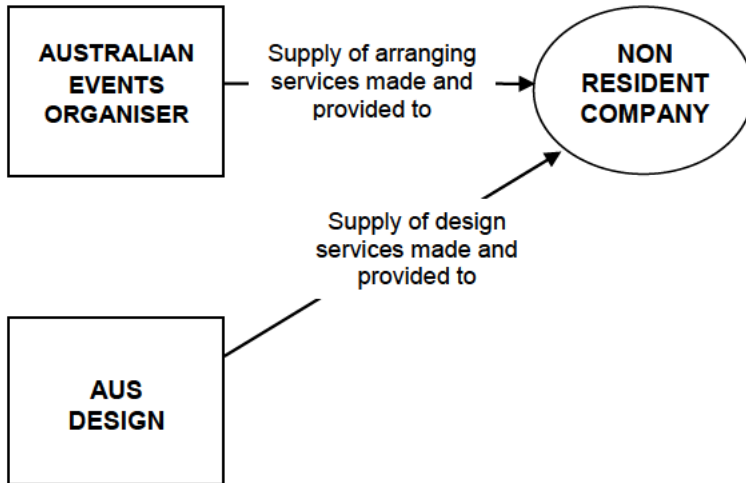 AUSTRALIAN
EVENTS
ORGANISER
Supply of arranging
services made and
provided to
NON
RESIDENT
COMPANY
Supply of design
services made and
provided to
AUS
DESIGN